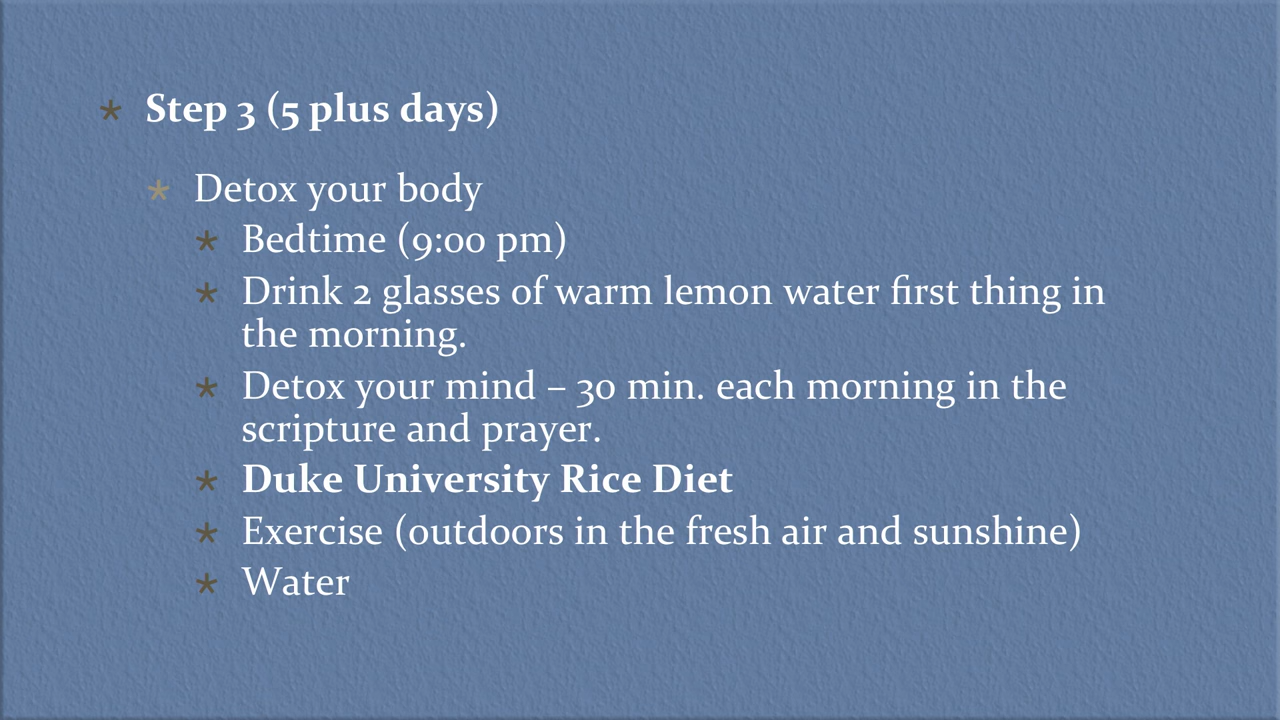 * Step 3 (5 plus days)
* Detox your body
* Bedtime (9:00 pm)
* Drink 2 glasses of warm lemon water first thing in
the morning.
* Detox your mind – 30 min. each morning in the
scripture and prayer.
* Duke University Rice Diet
* Exercise (outdoors in the fresh air and sunshine)
* Water